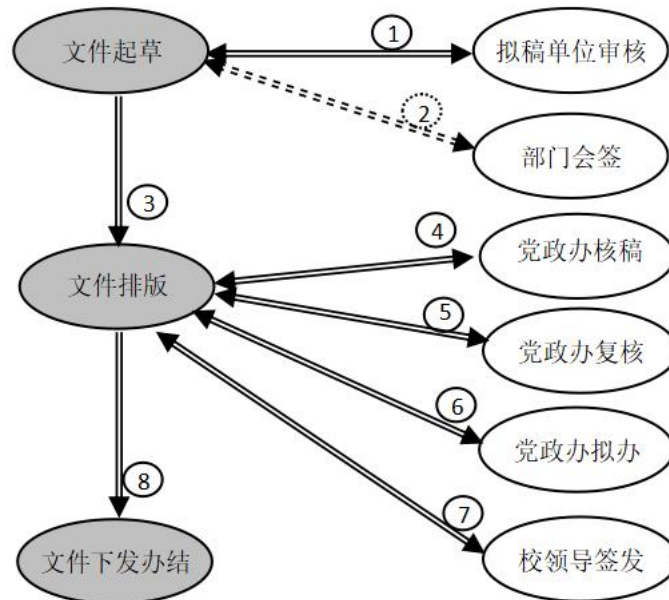 文件起草
1
拟稿单位审核
2
部门会签
3
4
党政办核稿
文件排版
5
党政办复核
6
党政办拟办
8
7
文件下发办结
校领导签发